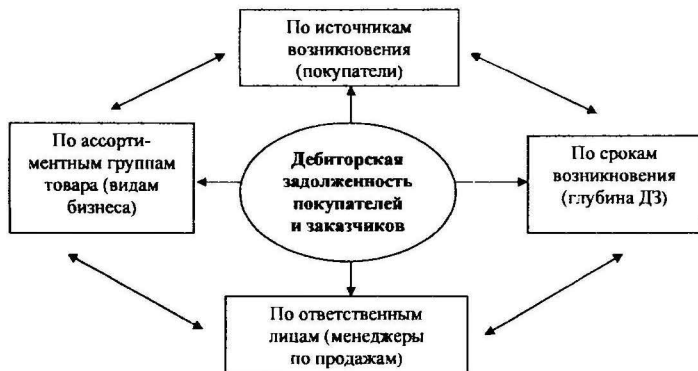 По источникам
возникновения
(покупатели)
По ассорти-
ментным группам
товара (видам
бизнеса)
Дебиторская
задолженность
покупателей
и заказчиков
По срокам
возникновения
(глубина ДЗ)
По ответственным
лицам (менеджеры
по продажам)